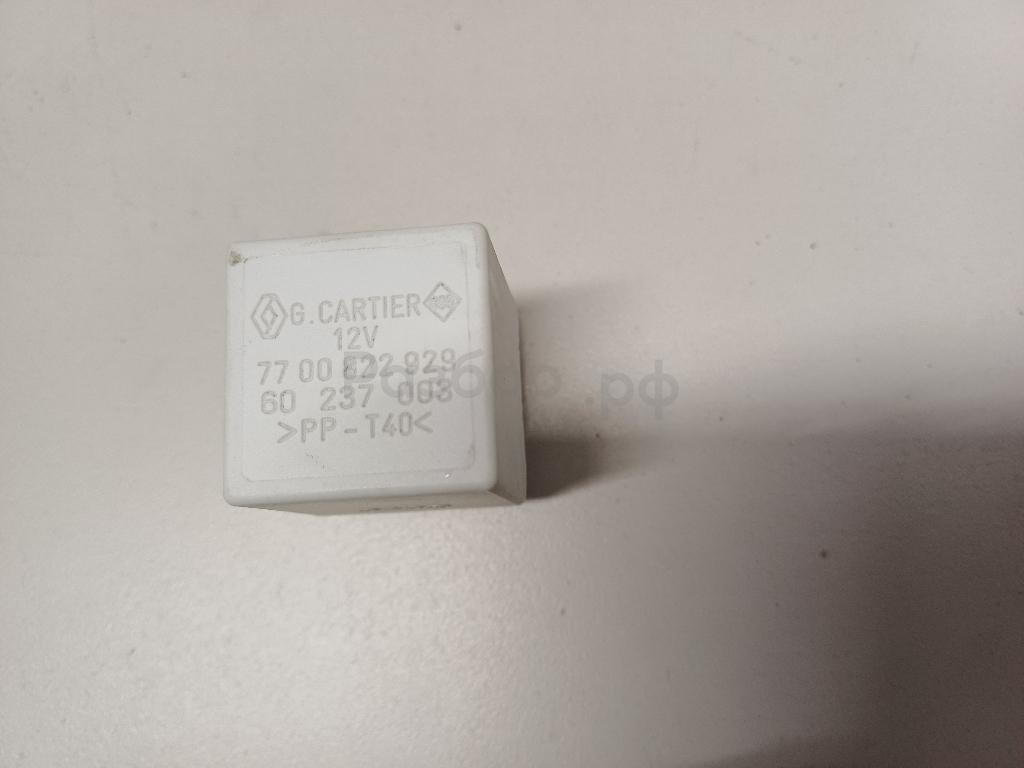 G. CARTIER
12V
77 00 822 929
60 237 003
>PP-T40<